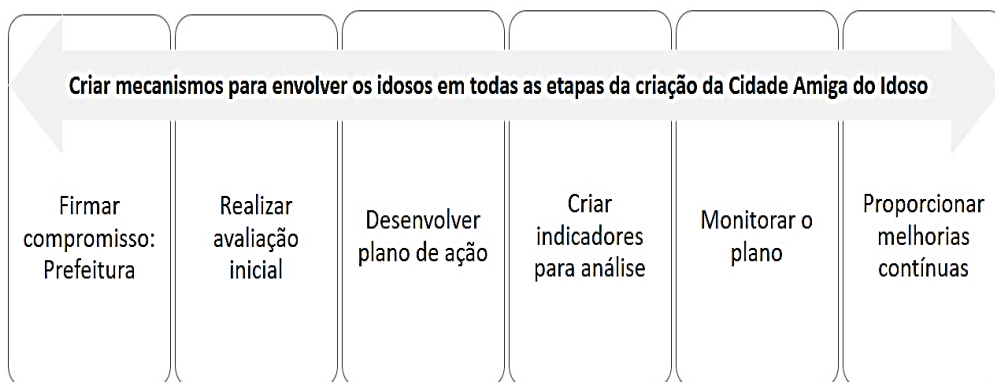 Criar mecanismos para envolver os idosos em todas as etapas da criação da Cidade Amiga do Idoso
Firmar
compromisso:
Prefeitura
Realizar
avaliação
inicial
Desenvolver
plano de ação
Criar
indicadores
para análise
Monitorar o
plano
Proporcionar
melhorias
contínuas